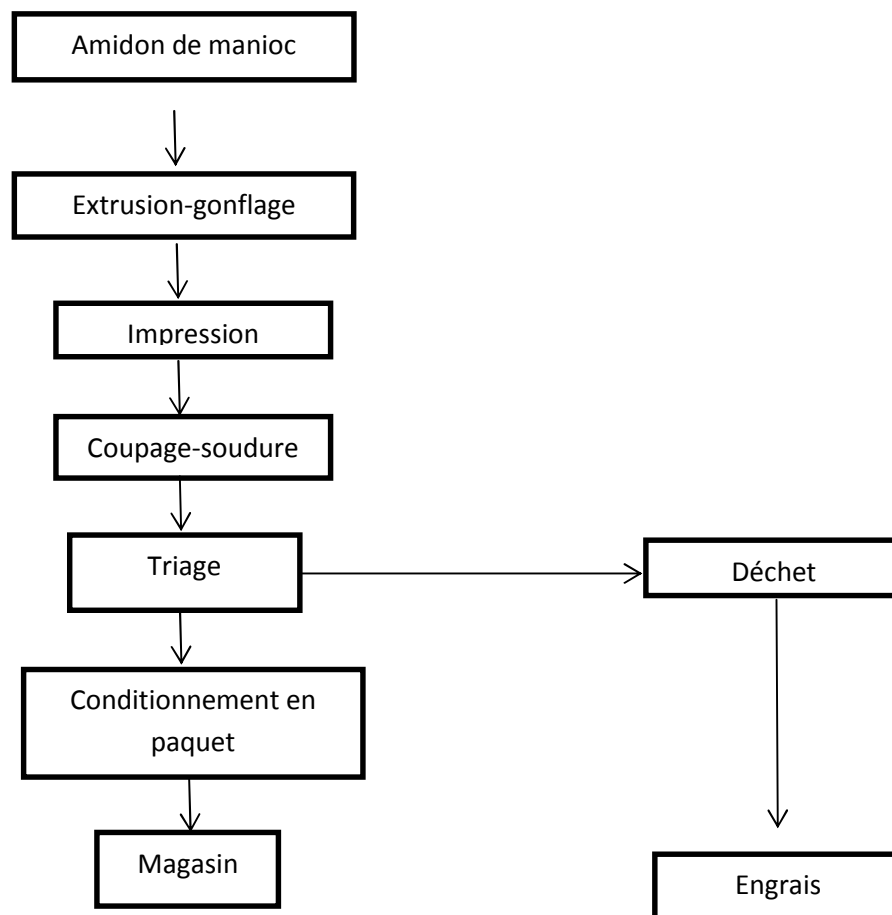 Amidon de manioc
Extrusion-gonflage
Impression
Coupage-soudure
Triage
Déchet
Conditionnement en
paquet
Magasin
Engrais